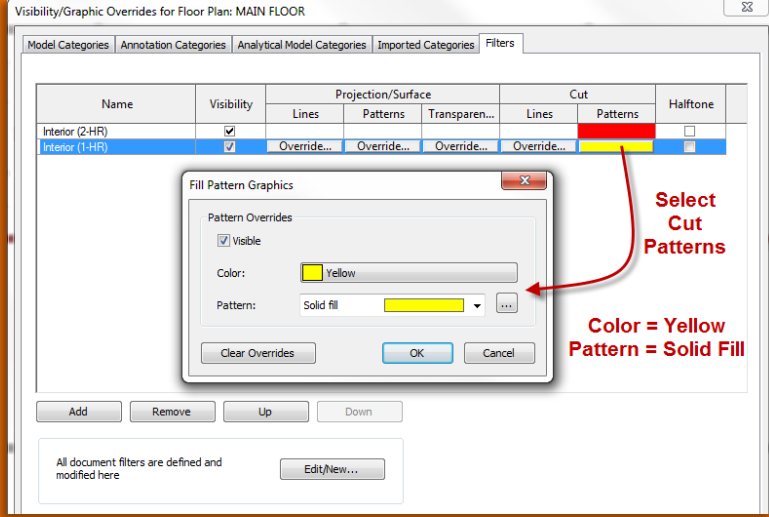 Visibility/Graphic Overrides for Floor Plan: MAIN FLOOR
Model Categories Annotation Categories Analytical Model Categories Imported Categories Filters
Name Visibility Projection/Surface Cut Halftone
Lines Patterns Transparen... Lines Patterns
Interior (2-HR)
Interior (1-HR) Override... Override... Override... Override...
Fill Pattern Graphics
Pattern Overrides
Visible
Color: Yellow
Pattern: Solid fill ...
Clear Overrides OK Cancel
Select
Cut
Patterns
Color = Yellow
Pattern = Solid Fill
Add Remove Up Down
All document filters are defined and
modified here
Edit/New...